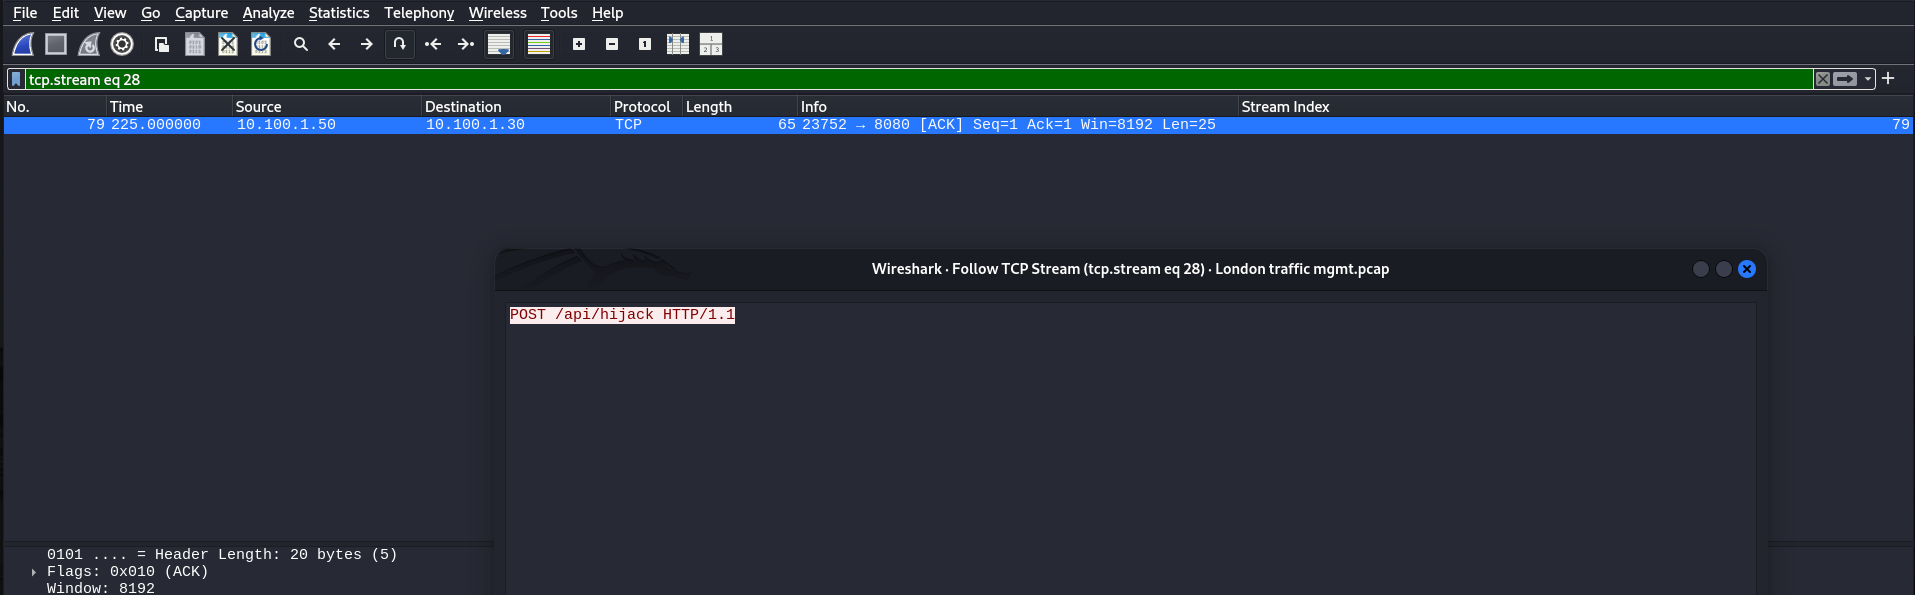 File Edit View Go Capture Analyze Statistics Telephony Wireless Tools Help
tcp.stream eq 28
No. Time Source Destination Protocol Length Info Stream Index
79 225.000000 10.100.1.50 10.100.1.30 TCP 65 23752 → 8080 [ACK] Seq=1 Ack=1 Win=8192 Len=25 79
Wireshark · Follow TCP Stream (tcp.stream eq 28) · London traffic mgmt.pcap
POST /api/hijack HTTP/1.1
0101 .... = Header Length: 20 bytes (5)
Flags: 0x010 (ACK)
Window: 8192